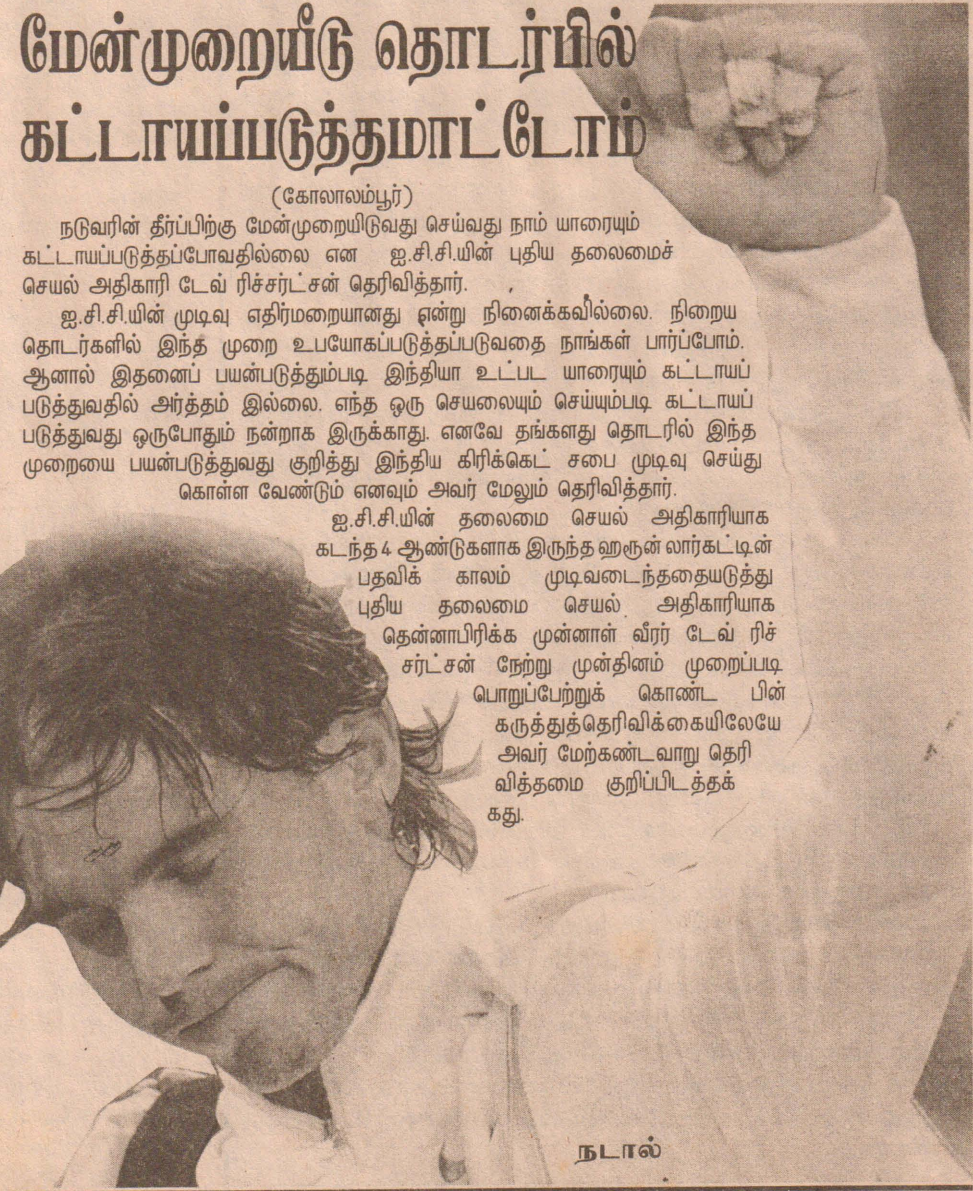 மேன்முறையீடு தொடர்பில்
கட்டாயப்படுத்தமாட்டோம்
(கோலாலம்பூர்)
நடுவரின் தீர்ப்பிற்கு மேன்முறையிடுவது செய்வது நாம் யாரையும்
கட்டாயப்படுத்தப்போவதில்லை என ஐ.சி.சி.யின் புதிய தலைமைச்
செயல் அதிகாரி டேவ் ரிச்சர்ட்சன் தெரிவித்தார்.
ஐ.சி.சி.யின் முடிவு எதிர்மறையானது என்று நினைக்கவில்லை. நிறைய
தொடர்களில் இந்த முறை உபயோகப்படுத்தப்படுவதை நாங்கள் பார்ப்போம்.
ஆனால் இதனைப் பயன்படுத்தும்படி இந்தியா உட்பட யாரையும் கட்டாயப்
படுத்துவதில் அர்த்தம் இல்லை. எந்த ஒரு செயலையும் செய்யும்படி கட்டாயப்
படுத்துவது ஒருபோதும் நன்றாக இருக்காது. எனவே தங்களது தொடரில் இந்த
முறையை பயன்படுத்துவது குறித்து இந்திய கிரிக்கெட் சபை முடிவு செய்து
கொள்ள வேண்டும் எனவும் அவர் மேலும் தெரிவித்தார்.
ஐ.சி.சி.யின் தலைமை செயல் அதிகாரியாக
கடந்த 4 ஆண்டுகளாக இருந்த ஹரூன் லார்கட்டின்
பதவிக் காலம் முடிவடைந்ததையடுத்து
புதிய தலைமை செயல் அதிகாரியாக
தென்னாபிரிக்க முன்னாள் வீரர் டேவ் ரிச்
சர்ட்சன் நேற்று முன்தினம் முறைப்படி
பொறுப்பேற்றுக் கொண்ட பின்
கருத்துத்தெரிவிக்கையிலேயே
அவர் மேற்கண்டவாறு தெரி
வித்தமை குறிப்பிடத்தக்
கது.
நடால்